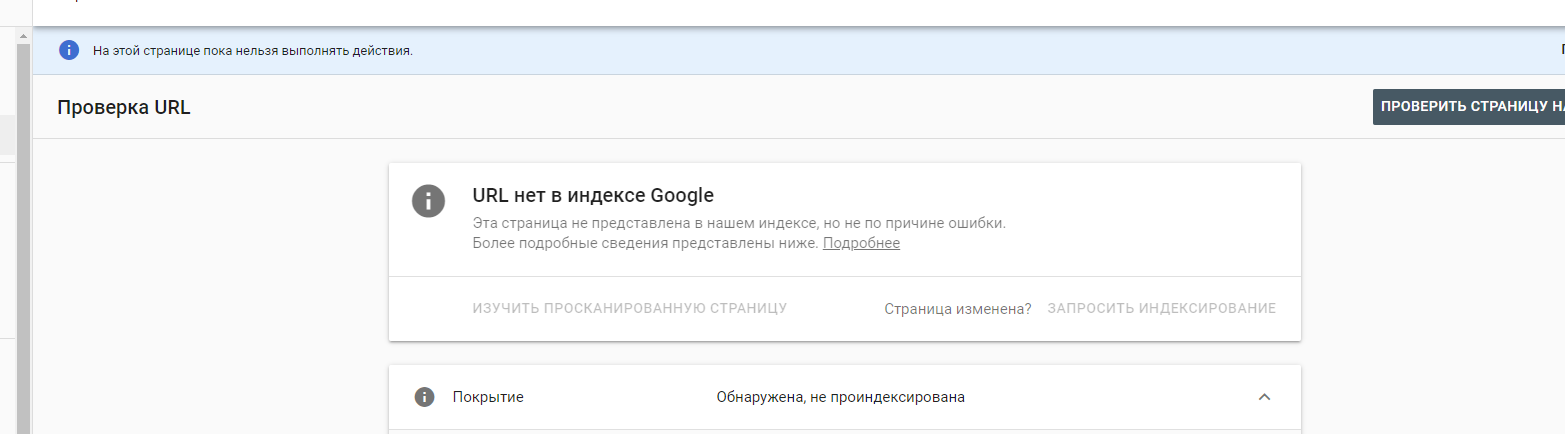 На этой странице пока нельзя выполнять действия.
Проверка URL
ПРОВЕРИТЬ СТРАНИЦУ
URL нет в индексе Google
Эта страница не представлена в нашем индексе, но не по причине ошибки.
Более подробные сведения представлены ниже. Подробнее
ИЗУЧИТЬ ПРОСКАНИРОВАННУЮ СТРАНИЦУ
Страница изменена? ЗАПРОСИТЬ ИНДЕКСИРОВАНИЕ
Покрытие
Обнаружена, не проиндексирована